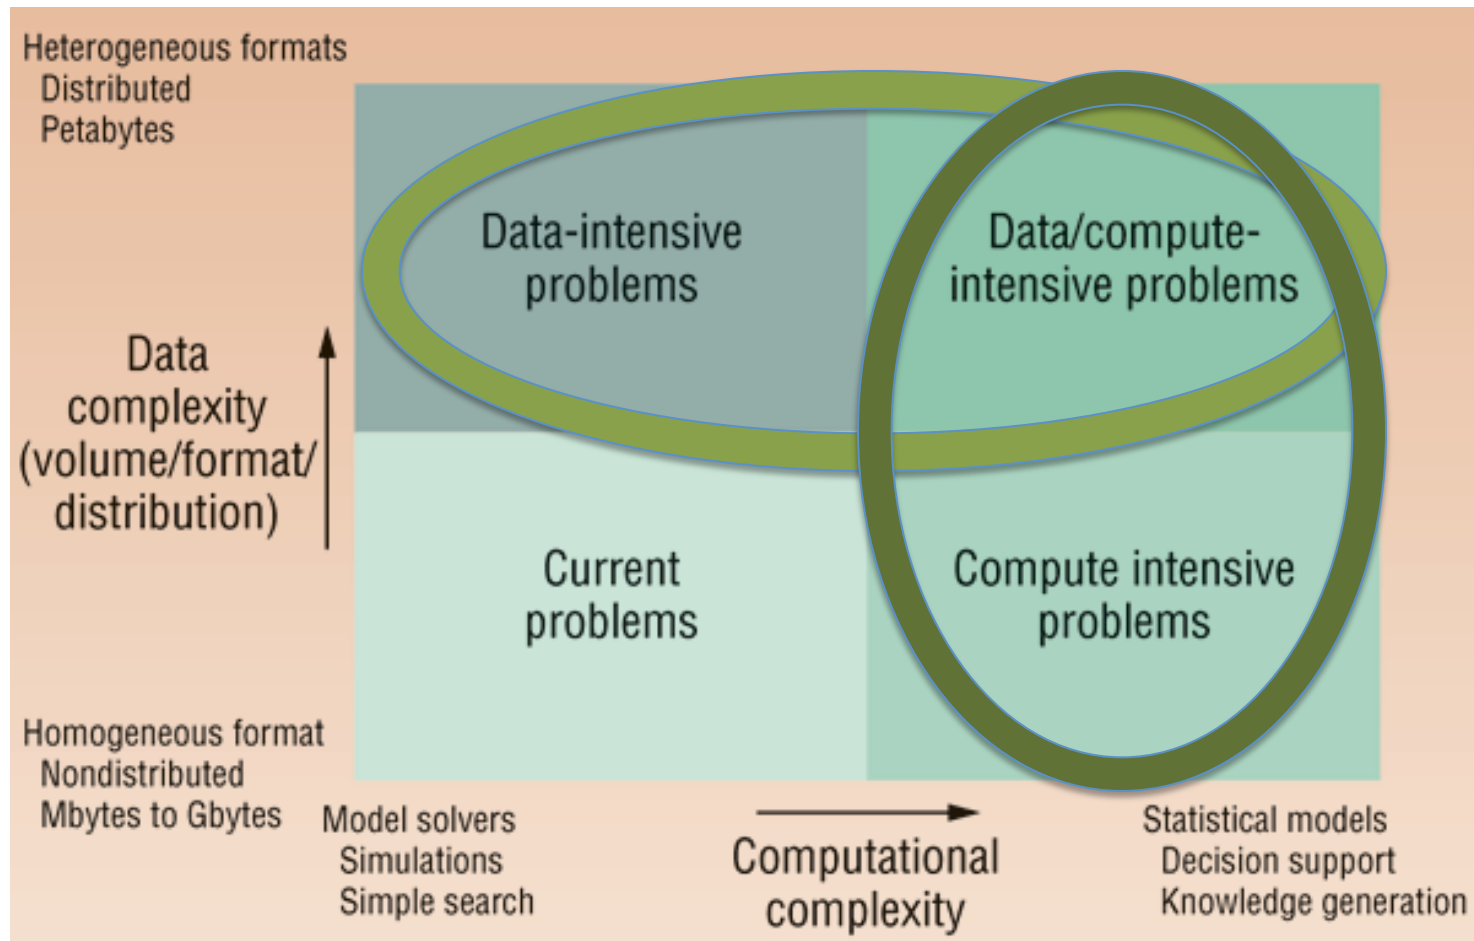 Heterogeneous formats
Distributed
Petabytes
Data-intensive
problems
Data/compute-
intensive problems
Data
complexity
(volume/format/
distribution)
Current
problems
Compute intensive
problems
Homogeneous format
Nondistributed
Mbytes to Gbytes
Model solvers
Simulations
Simple search
Computational
complexity
Statistical models
Decision support
Knowledge generation